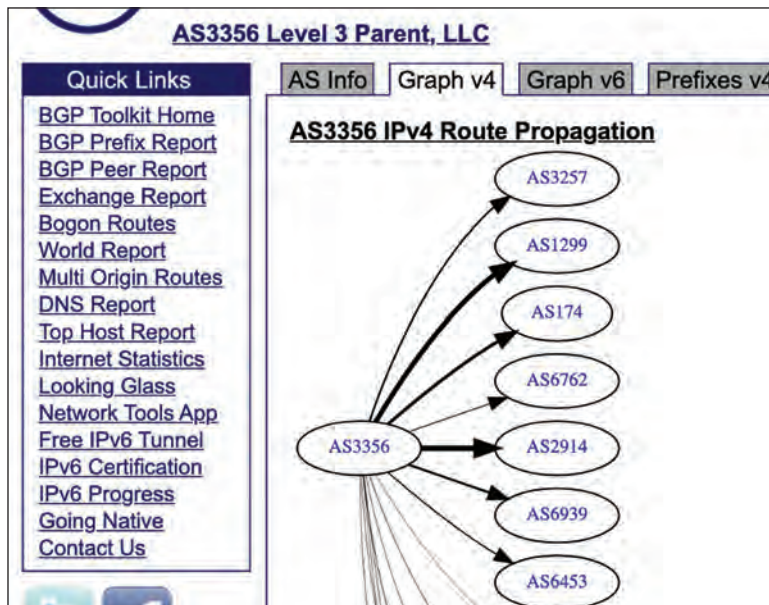 AS3356 Level 3 Parent, LLC
Quick Links
BGP Toolkit Home
BGP Prefix Report
BGP Peer Report
Exchange Report
Bogon Routes
World Report
Multi Origin Routes
DNS Report
Top Host Report
Internet Statistics
Looking Glass
Network Tools App
Free IPv6 Tunnel
IPv6 Certification
IPv6 Progress
Going Native
Contact Us
AS Info Graph v4 Graph v6 Prefixes v4
AS3356 IPv4 Route Propagation
AS3257
AS1299
AS174
AS6762
AS3356
AS2914
AS6939
AS6453